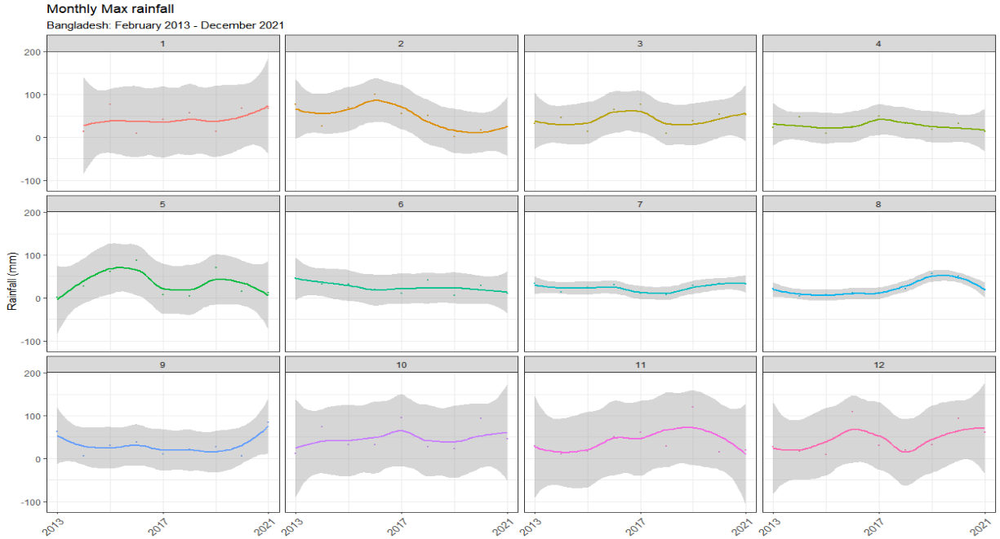 Monthly Max rainfall
Bangladesh: February 2013 - December 2021
1 2 3 4
200
100
0
-100
5 6 7 8
200
100
0
-100
Rainfall (mm)
9 10 11 12
200
100
0
-100
2013 2017 2021 2013 2017 2021 2013 2017 2021 2013 2017 2021